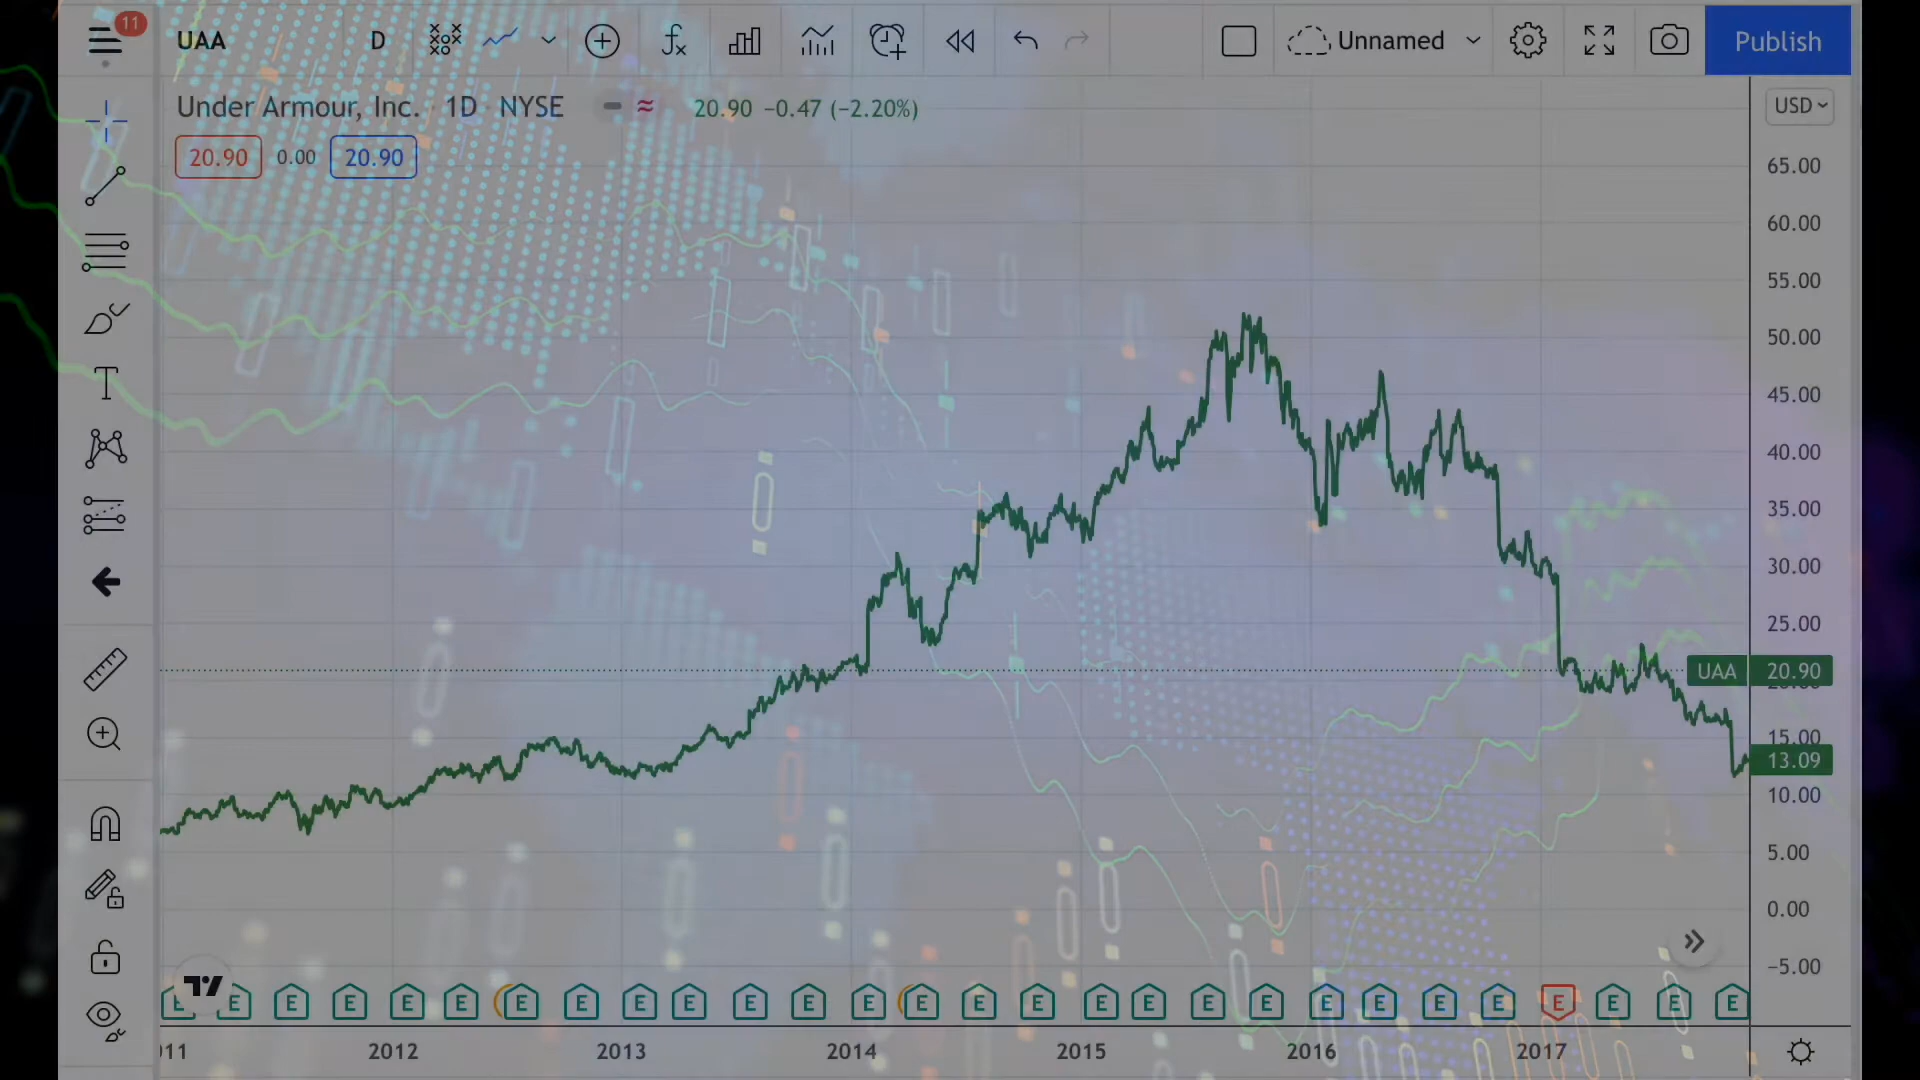 11
UAA D Unnamed Publish
Under Armour, Inc. 1D NYSE 20.90 −0.47 (−2.20%) USD
20.90 0.00 20.90
65.00
60.00
55.00
50.00
45.00
40.00
35.00
30.00
25.00
UAA 20.90
15.00
13.09
10.00
5.00
0.00
−5.00
E E E E E E E E E E E E E E E E E E E E E E E E E E E E
2012 2013 2014 2015 2016 2017